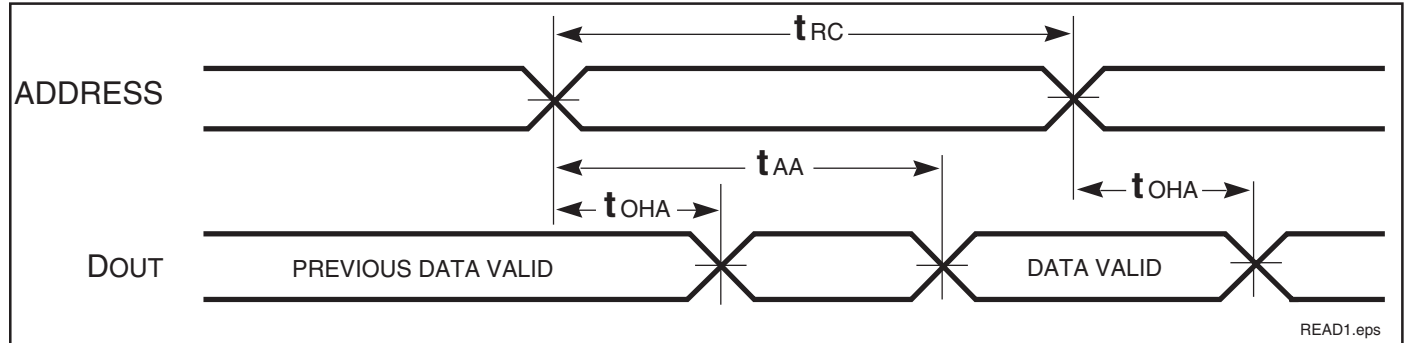 tRC
ADDRESS
tAA
tOHA
tOHA
DOUT
PREVIOUS DATA VALID
DATA VALID
READ1.eps